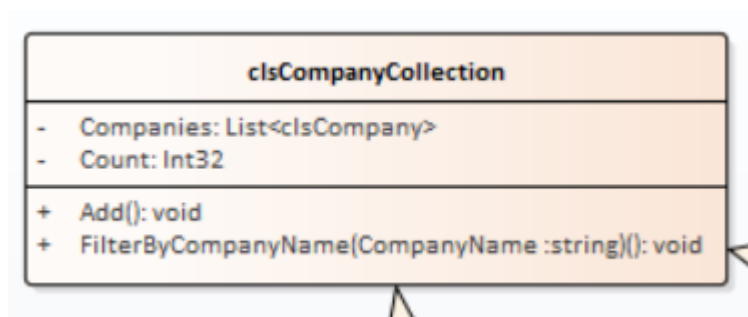 clsCompanyCollection
- Companies: List<clsCompany>
- Count: Int32
+ Add(): void
+ FilterByCompanyName(CompanyName :string)(): void